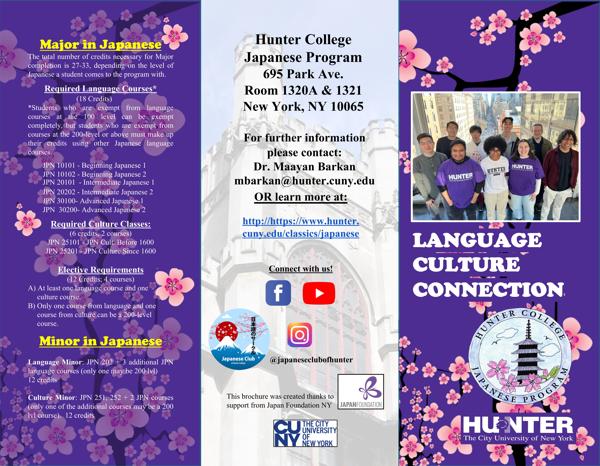 Major in Japanese
The total number of credits necessary for Major
completion is 27-33, depending on the level of
Japanese a student comes to the program with.
Required Language Courses*
(18 Credits)
*Students who are exempt from language
courses at the 100 level can be exempt
completely, but students who are exempt from
courses at the 200-level or above must make up
their credits using other Japanese language
courses.
JPN 10101 - Beginning Japanese 1
JPN 10102 - Beginning Japanese 2
JPN 20101 - Intermediate Japanese 1
JPN 20202 - Intermediate Japanese 2
JPN 30100- Advanced Japanese 1
JPN 30200- Advanced Japanese 2
Required Culture Classes:
(6 credits, 2 courses)
JPN 25101 - JPN Cult. Before 1600
JPN 25201 - JPN Culture Since 1600
Elective Requirements
(12 Credits; 4 courses)
A) At least one language course and one
culture course.
B) Only one course from language and one
course from culture can be a 200-level
course.
Minor in Japanese
Language Minor: JPN 202 + 3 additional JPN
language courses (only one may be 200 lvl)
12 credits
Culture Minor: JPN 251, 252 + 2 JPN courses
(only one of the additional courses may be a 200
lvl course). 12 credits
Hunter College
Japanese Program
695 Park Ave.
Room 1320A & 1321
New York, NY 10065
For further information
please contact:
Dr. Maayan Barkan
mbarkan@hunter.cuny.edu
OR learn more at:
http://https://www.hunter.
cuny.edu/classics/japanese
Connect with us!
Japanese Club
@japaneseclubofhunter
This brochure was created thanks to
support from Japan Foundation NY
JAPANFOUNDATION
CU
NY
THE CITY
UNIVERSITY
OF
NEW YORK
HUNTER
LANGUAGE
CULTURE
CONNECTION
HUNTER COLLEGE
JAPANESE PROGRAM
HUNTER
The City University of New York